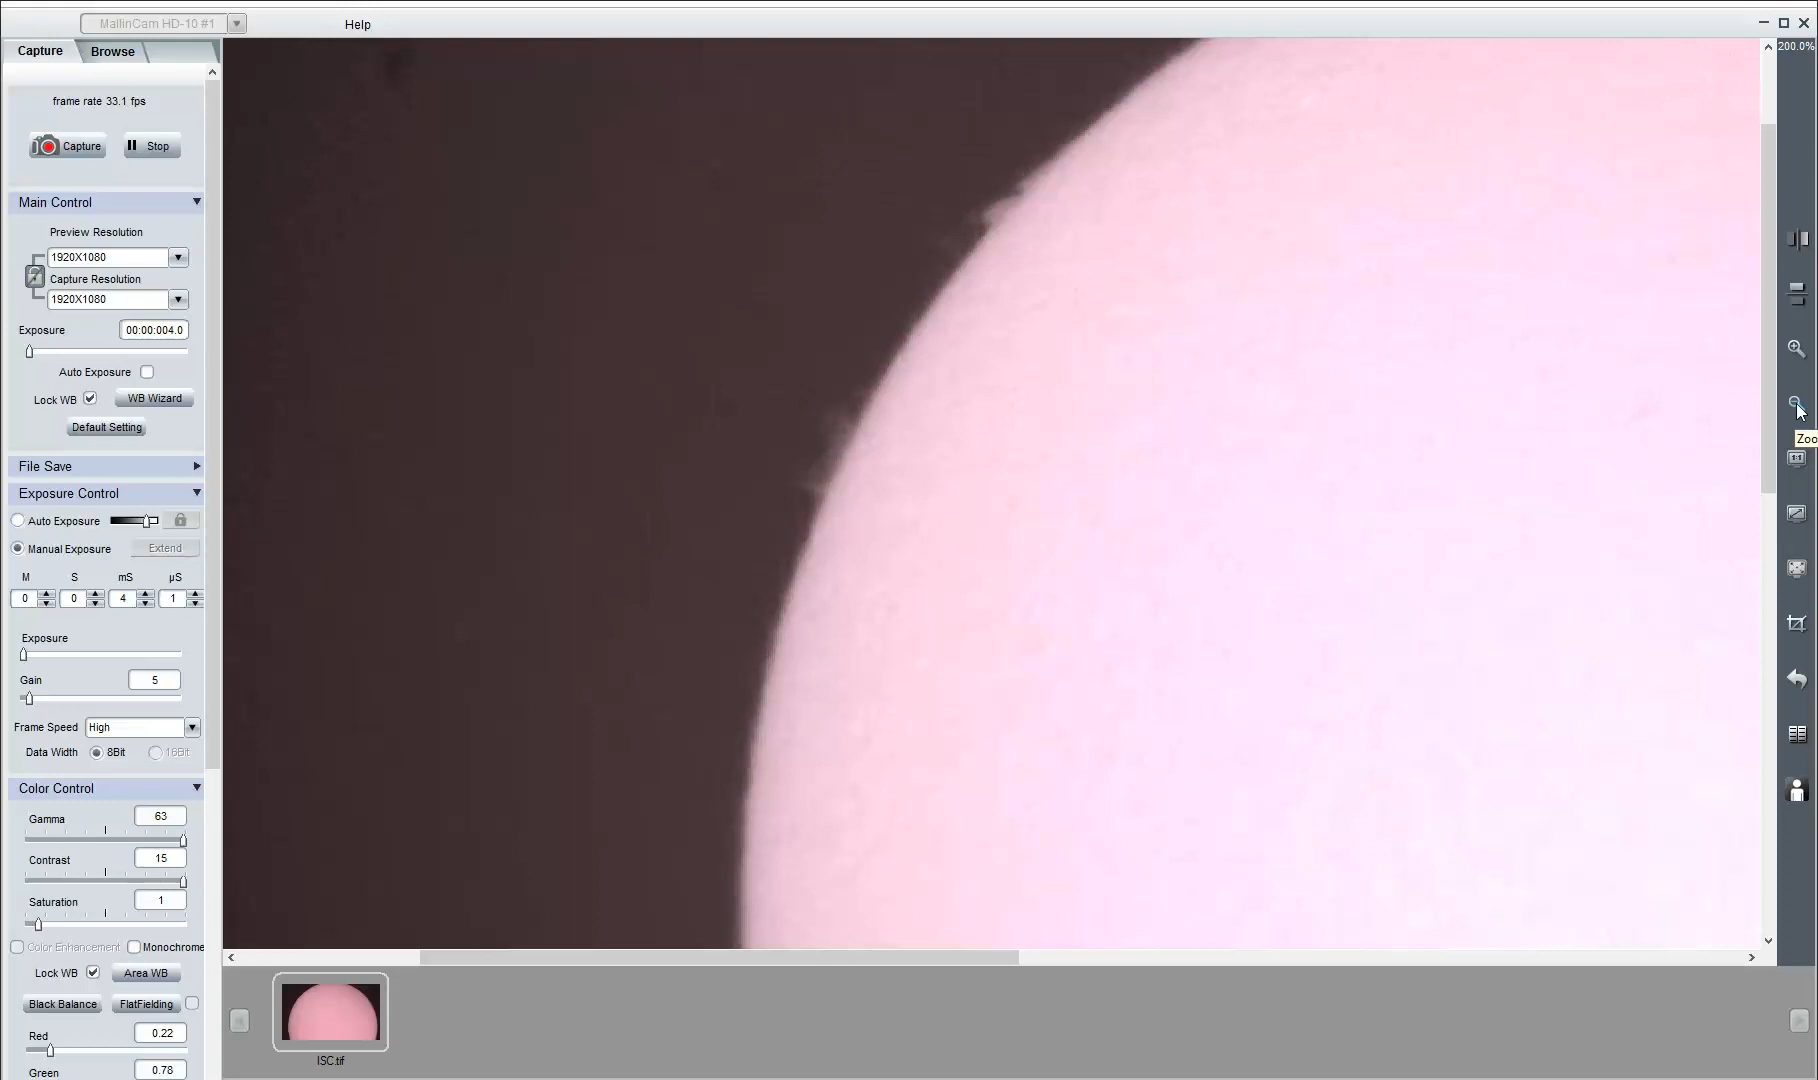 MallinCam HD-10 #1
Help
Capture
Browse
200.0%
frame rate 33.1 fps
Capture
Stop
Main Control
Preview Resolution
1920X1080
Capture Resolution
1920X1080
Exposure
00:00:004.0
Auto Exposure
Lock WB
WB Wizard
Default Setting
File Save
Exposure Control
Auto Exposure
Manual Exposure
Extend
M S mS µS
0 0 4 1
Exposure
Gain
5
Frame Speed
High
Data Width
8Bit
16Bit
Color Control
Gamma
63
Contrast
15
Saturation
1
Color Enhancement
Monochrome
Lock WB
Area WB
Black Balance
FlatFielding
Red
0.22
Green
0.78
Zoo
1:1
ISC.tif